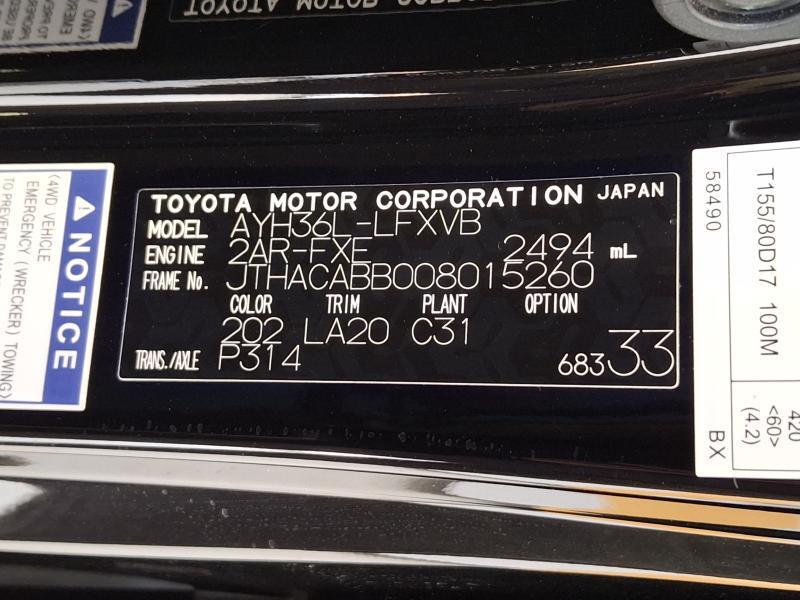 TOYOTA MOTOR CORPORATION JAPAN
MODEL AYH36L-LFXVB
ENGINE 2AR-FXE 2494 mL
FRAME No. JTHACABB008015260
COLOR TRIM PLANT OPTION
202 LA20 C31
TRANS./AXLE P314 683 33
NOTICE
(4WD VEHICLE
EMERGENCY (WRECKER) TOWING)
TO PREVENT
58490 BX
T155/80D17 100M
420
<60>
(4.2)